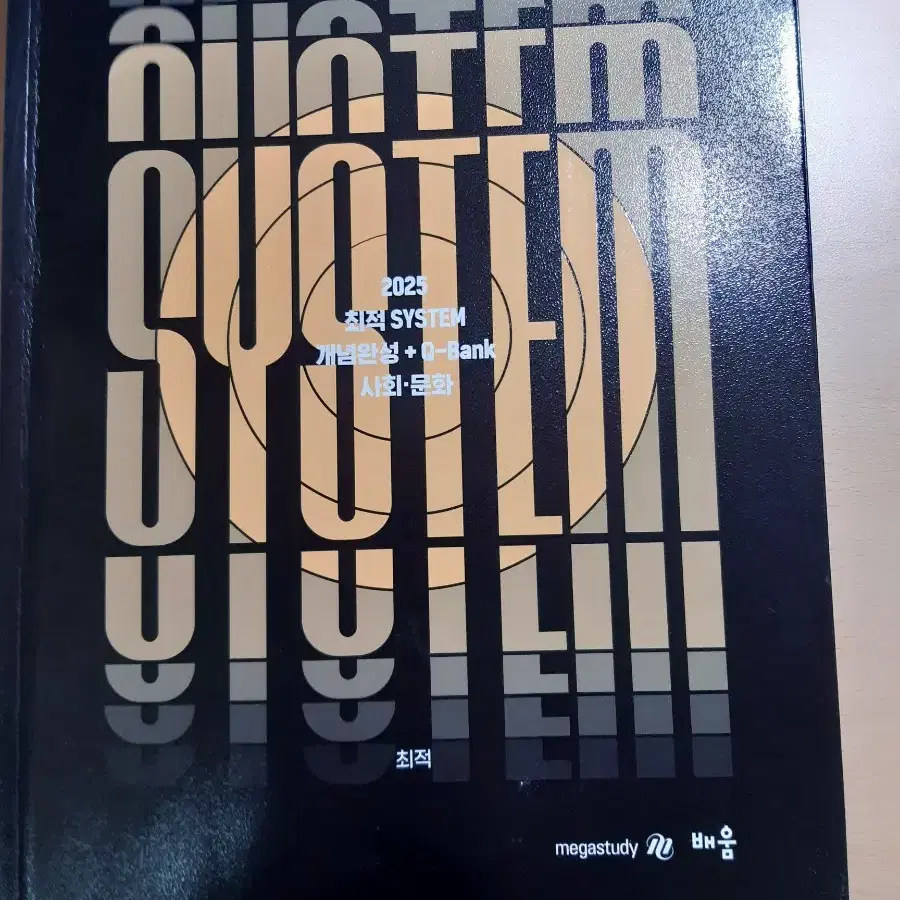 SYSTEM
2025
최적 SYSTEM
개념완성 + Q-Bank
사회·문화
최적
megastudy 배움